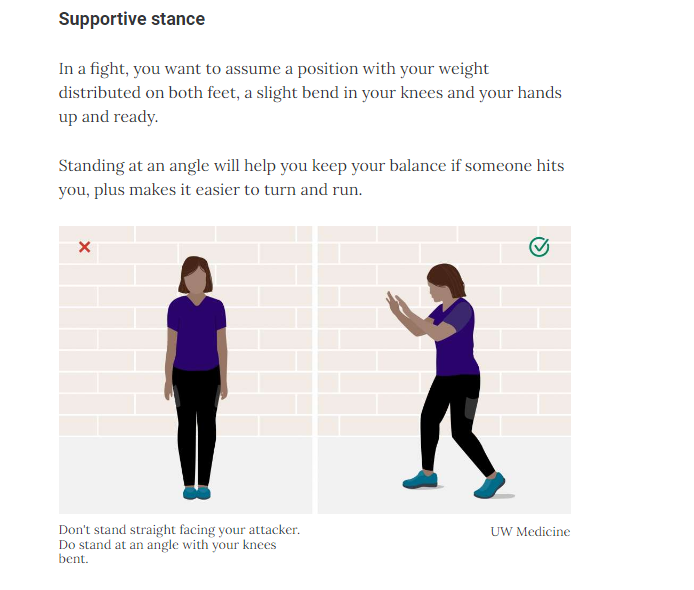 Supportive stance
In a fight, you want to assume a position with your weight
distributed on both feet, a slight bend in your knees and your hands
up and ready.
Standing at an angle will help you keep your balance if someone hits
you, plus makes it easier to turn and run.
Don't stand straight facing your attacker.
Do stand at an angle with your knees
bent.
UW Medicine